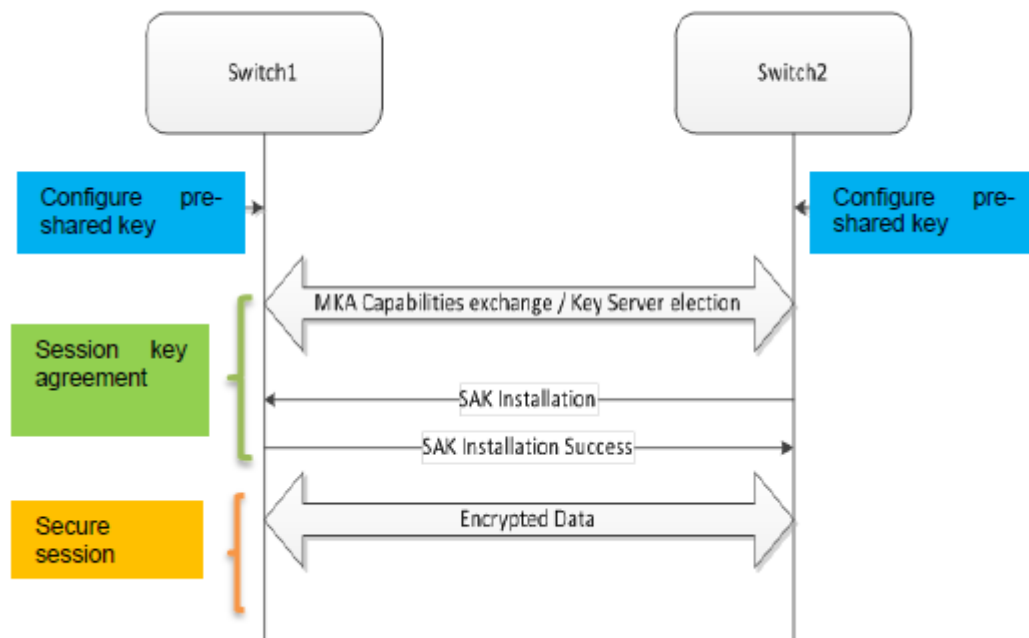 Switch1
Switch2
Configure pre-
shared key
Configure pre-
shared key
MKA Capabilities exchange / Key Server election
Session key
agreement
SAK Installation
SAK Installation Success
Secure
session
Encrypted Data